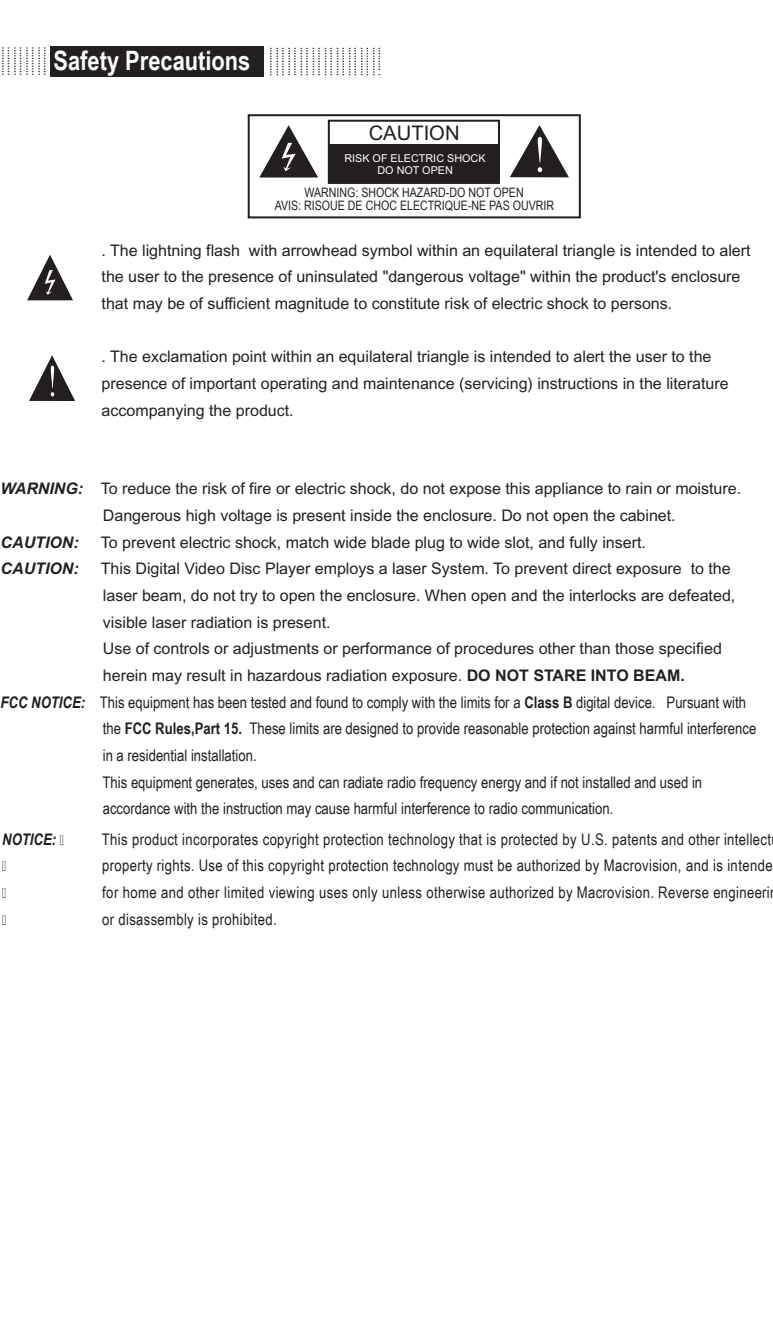 Safety Precautions
CAUTION
RISK OF ELECTRIC SHOCK
DO NOT OPEN
WARNING: SHOCK HAZARD-DO NOT OPEN
AVIS: RISOUE DE CHOC ELECTRIQUE-NE PAS OUVRIR
. The lightning flash with arrowhead symbol within an equilateral triangle is intended to alert
the user to the presence of uninsulated "dangerous voltage" within the product's enclosure
that may be of sufficient magnitude to constitute risk of electric shock to persons.
. The exclamation point within an equilateral triangle is intended to alert the user to the
presence of important operating and maintenance (servicing) instructions in the literature
accompanying the product.
WARNING: To reduce the risk of fire or electric shock, do not expose this appliance to rain or moisture.
Dangerous high voltage is present inside the enclosure. Do not open the cabinet.
CAUTION: To prevent electric shock, match wide blade plug to wide slot, and fully insert.
CAUTION: This Digital Video Disc Player employs a laser System. To prevent direct exposure to the
laser beam, do not try to open the enclosure. When open and the interlocks are defeated,
visible laser radiation is present.
Use of controls or adjustments or performance of procedures other than those specified
herein may result in hazardous radiation exposure. DO NOT STARE INTO BEAM.
FCC NOTICE: This equipment has been tested and found to comply with the limits for a Class B digital device. Pursuant with
the FCC Rules,Part 15. These limits are designed to provide reasonable protection against harmful interference
in a residential installation.
This equipment generates, uses and can radiate radio frequency energy and if not installed and used in
accordance with the instruction may cause harmful interference to radio communication.
NOTICE: This product incorporates copyright protection technology that is protected by U.S. patents and other intellectu
property rights. Use of this copyright protection technology must be authorized by Macrovision, and is intende
for home and other limited viewing uses only unless otherwise authorized by Macrovision. Reverse engineerin
or disassembly is prohibited.